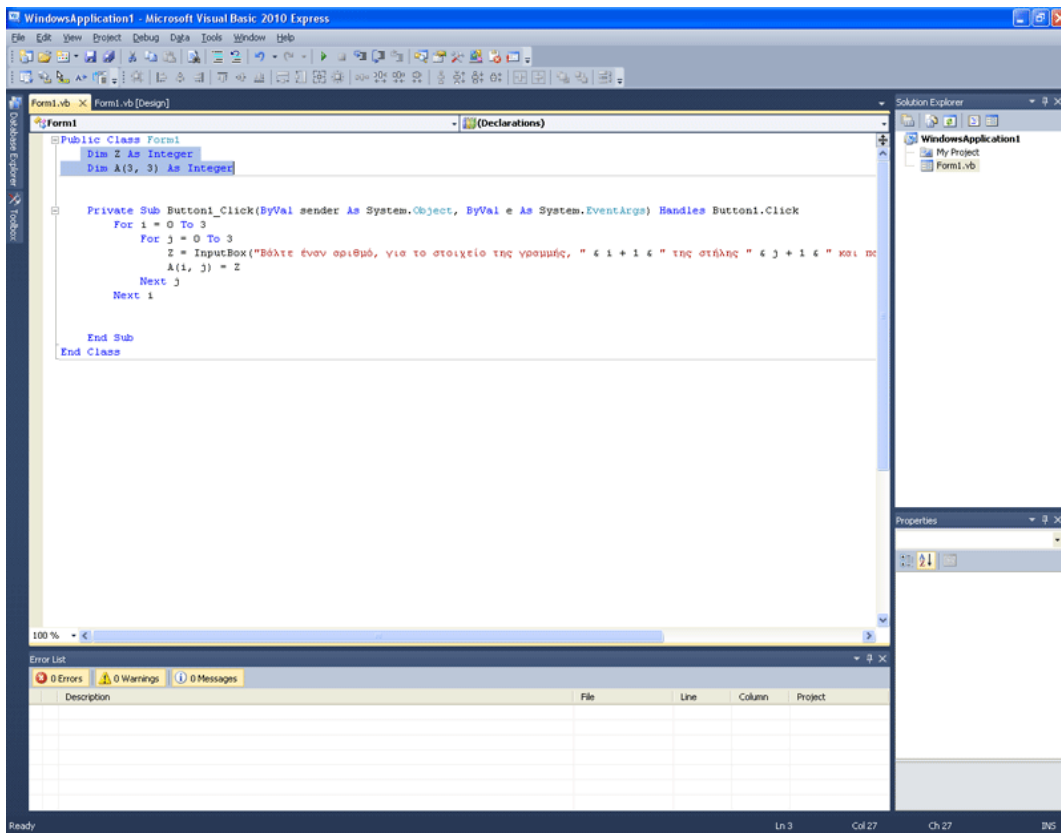 WindowsApplication1 - Microsoft Visual Basic 2010 Express
File Edit View Project Debug Data Tools Window Help
Form1.vb Form1.vb [Design]
Form1 (Declarations)
Public Class Form1
Dim Z As Integer
Dim A(3, 3) As Integer
Private Sub Button1_Click(ByVal sender As System.Object, ByVal e As System.EventArgs) Handles Button1.Click
For i = 0 To 3
For j = 0 To 3
Z = InputBox("Βάλτε έναν αριθμό, για το στοιχείο της γραμμής, " & i + 1 & " της στήλης " & j + 1 & " και πα
A(i, j) = Z
Next j
Next i
End Sub
End Class
100 %
Database Explorer
Toolbox
Solution Explorer
WindowsApplication1
My Project
Form1.vb
Properties
Error List
0 Errors 0 Warnings 0 Messages
Description File Line Column Project
Ready Ln 3 Col 27 Ch 27 INS